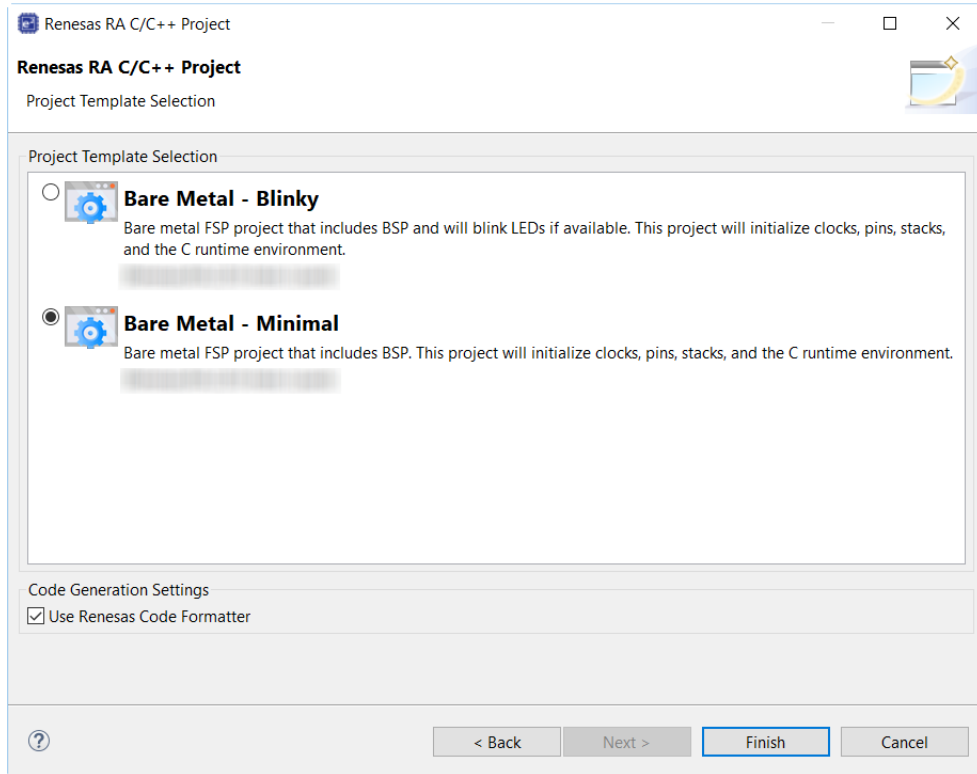 Renesas RA C/C++ Project
Renesas RA C/C++ Project
Project Template Selection
Project Template Selection
Bare Metal - Blinky
Bare metal FSP project that includes BSP and will blink LEDs if available. This project will initialize clocks, pins, stacks,
and the C runtime environment.
Bare Metal - Minimal
Bare metal FSP project that includes BSP. This project will initialize clocks, pins, stacks, and the C runtime environment.
Code Generation Settings
Use Renesas Code Formatter
?
< Back
Next >
Finish
Cancel